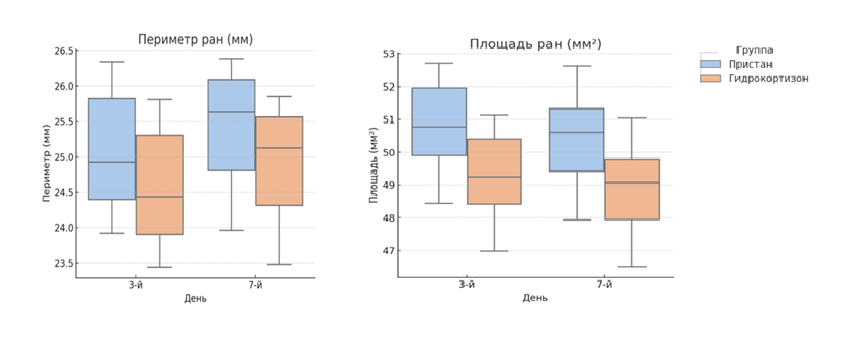 Периметр ран (мм)
26.5
26.0
25.5
25.0
24.5
24.0
23.5
Периметр (мм)
3-й
7-й
День
Площадь ран (мм²)
53
52
51
50
49
48
47
Площадь (мм²)
3-й
7-й
День
Группа
Пристан
Гидрокортизон